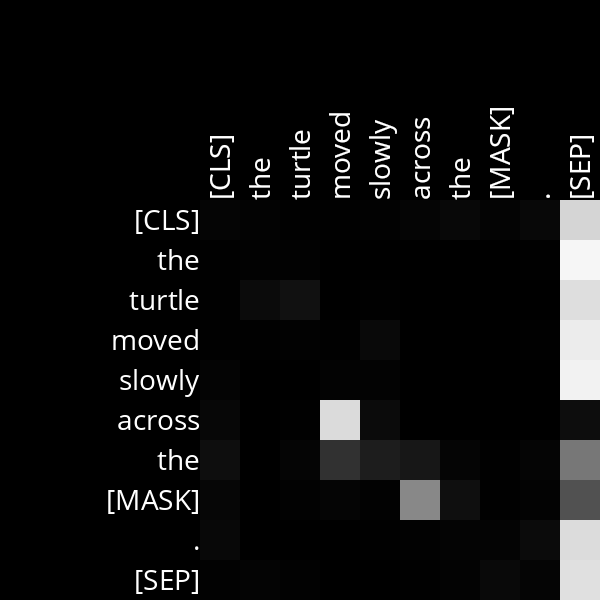 [CLS] the turtle moved slowly across the [MASK] . [SEP]
[CLS]
the
turtle
moved
slowly
across
the
[MASK]
.
[SEP]